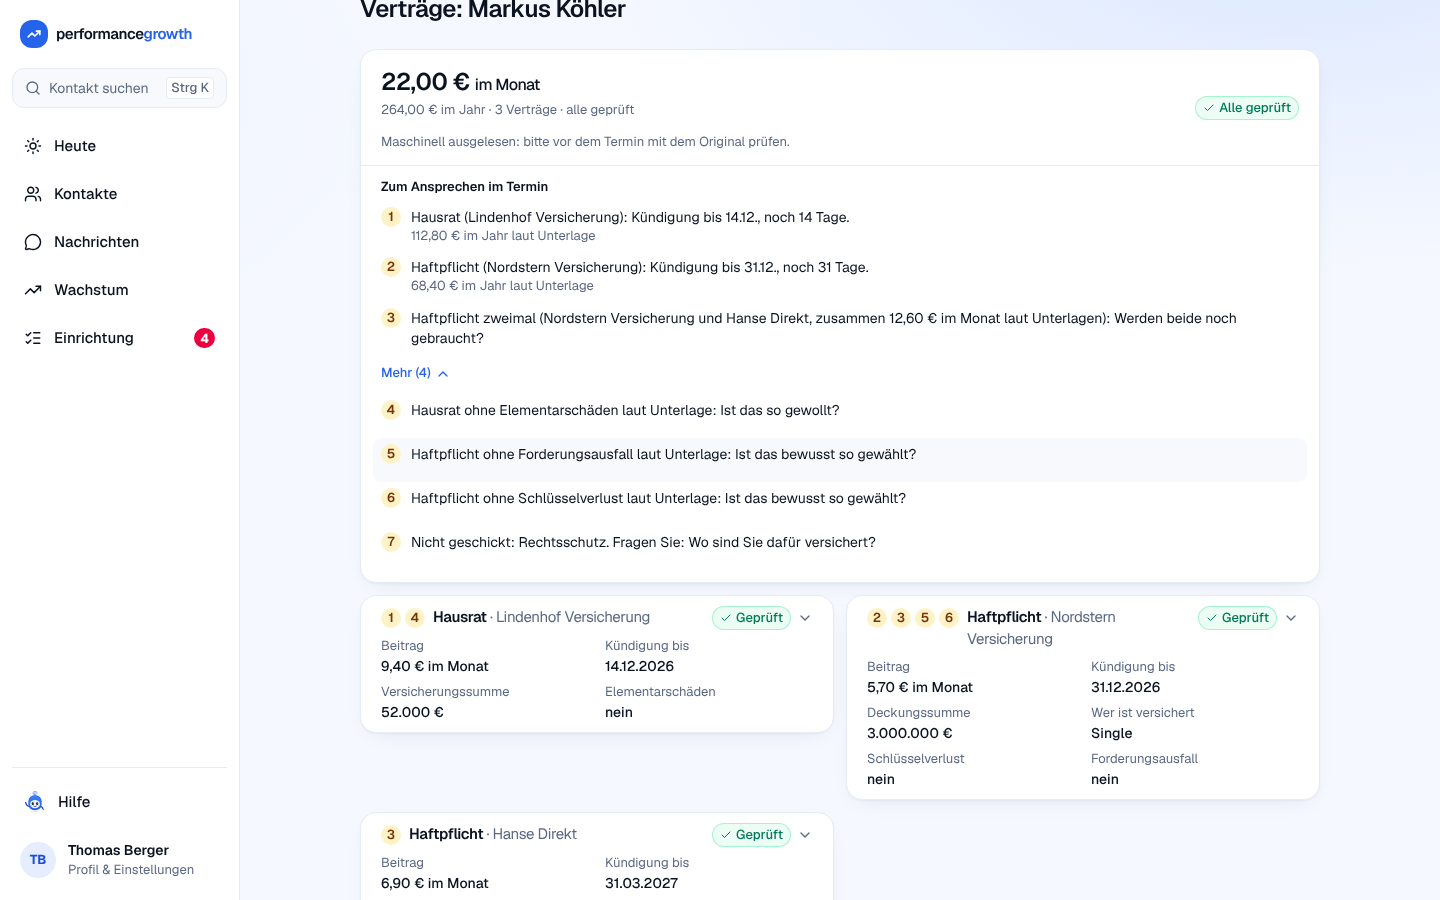 performancegrowth
Kontakt suchen Strg K
Heute
Kontakte
Nachrichten
Wachstum
Einrichtung 4
Hilfe
TB Thomas Berger
Profil & Einstellungen
Verträge: Markus Köhler
22,00 € im Monat
264,00 € im Jahr · 3 Verträge · alle geprüft
Alle geprüft
Maschinell ausgelesen: bitte vor dem Termin mit dem Original prüfen.
Zum Ansprechen im Termin
1 Hausrat (Lindenhof Versicherung): Kündigung bis 14.12., noch 14 Tage.
112,80 € im Jahr laut Unterlage
2 Haftpflicht (Nordstern Versicherung): Kündigung bis 31.12., noch 31 Tage.
68,40 € im Jahr laut Unterlage
3 Haftpflicht zweimal (Nordstern Versicherung und Hanse Direkt, zusammen 12,60 € im Monat laut Unterlagen): Werden beide noch
gebraucht?
Mehr (4)
4 Hausrat ohne Elementarschäden laut Unterlage: Ist das so gewollt?
5 Haftpflicht ohne Forderungsausfall laut Unterlage: Ist das bewusst so gewählt?
6 Haftpflicht ohne Schlüsselverlust laut Unterlage: Ist das bewusst so gewählt?
7 Nicht geschickt: Rechtsschutz. Fragen Sie: Wo sind Sie dafür versichert?
1 4 Hausrat · Lindenhof Versicherung Geprüft
Beitrag Kündigung bis
9,40 € im Monat 14.12.2026
Versicherungssumme Elementarschäden
52.000 € nein
2 3 5 6 Haftpflicht · Nordstern Geprüft
Versicherung
Beitrag Kündigung bis
5,70 € im Monat 31.12.2026
Deckungssumme Wer ist versichert
3.000.000 € Single
Schlüsselverlust Forderungsausfall
nein nein
3 Haftpflicht · Hanse Direkt Geprüft
Beitrag Kündigung bis
6,90 € im Monat 31.03.2027